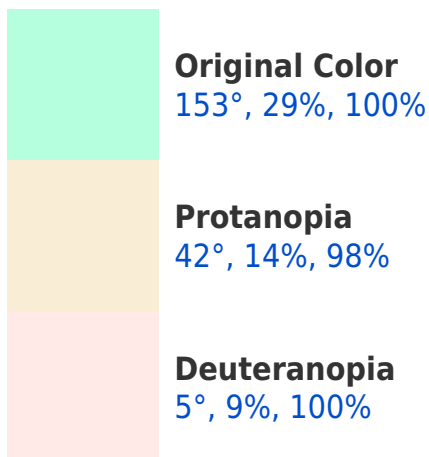 Original Color
153°, 29%, 100%
Protanopia
42°, 14%, 98%
Deuteranopia
5°, 9%, 100%